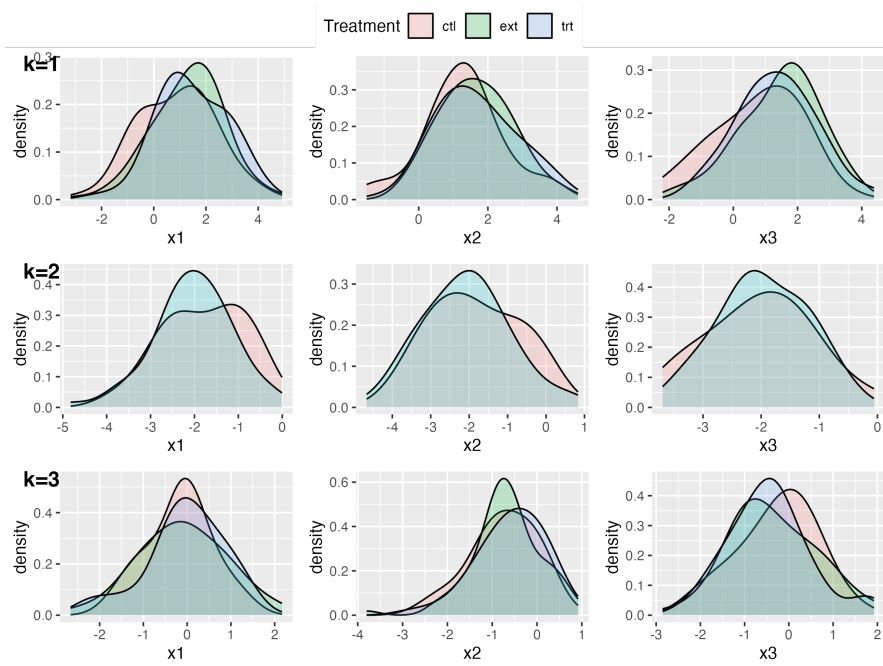 Treatment ctl ext trt
k=1
0.3
0.2
0.1
0.0
density
-2 0 2 4
x1
0.3
0.2
0.1
0.0
density
0 2 4
x2
0.3
0.2
0.1
0.0
density
-2 0 2 4
x3
k=2
0.4
0.3
0.2
0.1
0.0
density
-5 -4 -3 -2 -1 0
x1
0.3
0.2
0.1
0.0
density
-4 -3 -2 -1 0 1
x2
0.4
0.3
0.2
0.1
0.0
density
-3 -2 -1 0
x3
k=3
0.4
0.2
0.0
density
-2 -1 0 1 2
x1
0.6
0.4
0.2
0.0
density
-4 -3 -2 -1 0 1
x2
0.4
0.3
0.2
0.1
0.0
density
-3 -2 -1 0 1 2
x3